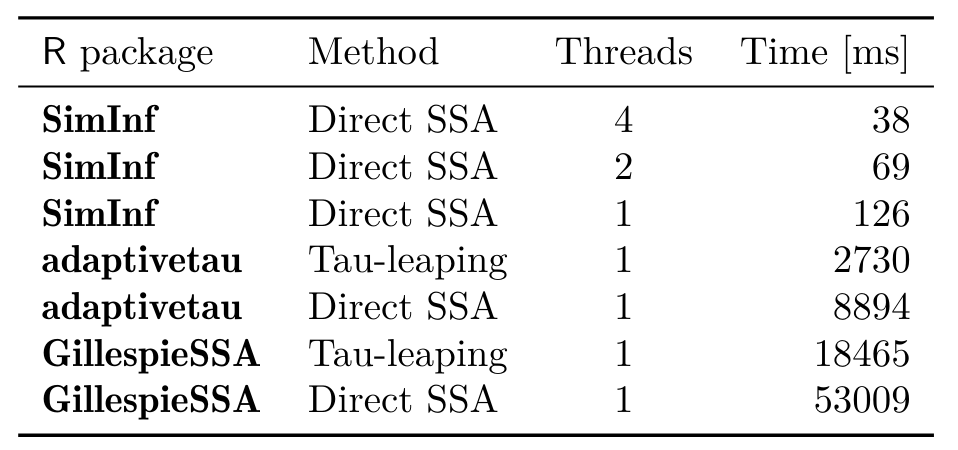 R package Method Threads Time [ms]
SimInf Direct SSA 4 38
SimInf Direct SSA 2 69
SimInf Direct SSA 1 126
adaptivetau Tau-leaping 1 2730
adaptivetau Direct SSA 1 8894
GillespieSSA Tau-leaping 1 18465
GillespieSSA Direct SSA 1 53009